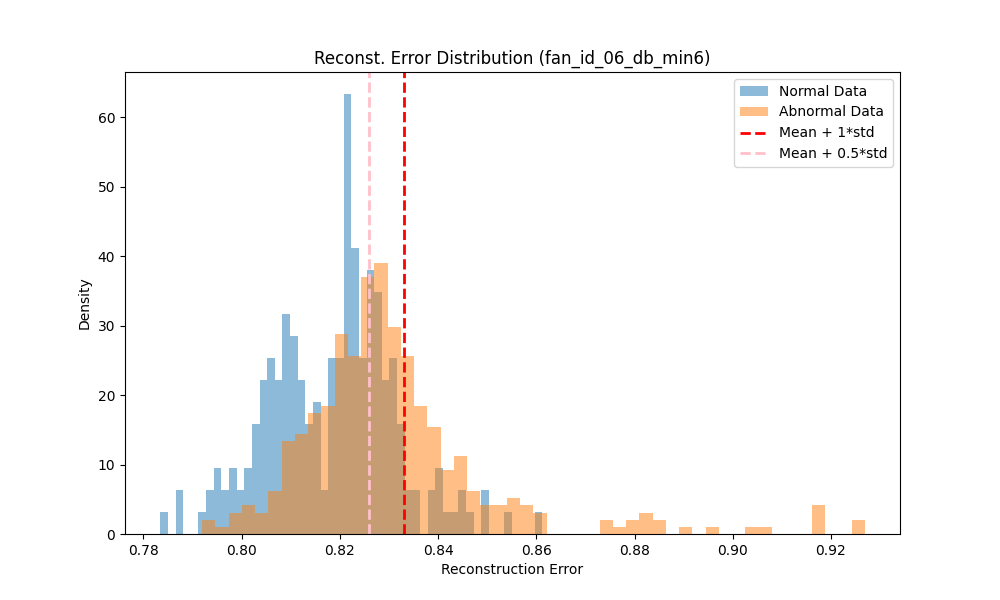 Reconst. Error Distribution (fan_id_06_db_min6)
Normal Data
Abnormal Data
Mean + 1*std
Mean + 0.5*std
60
50
40
30
20
10
0
Density
0.78 0.80 0.82 0.84 0.86 0.88 0.90 0.92
Reconstruction Error